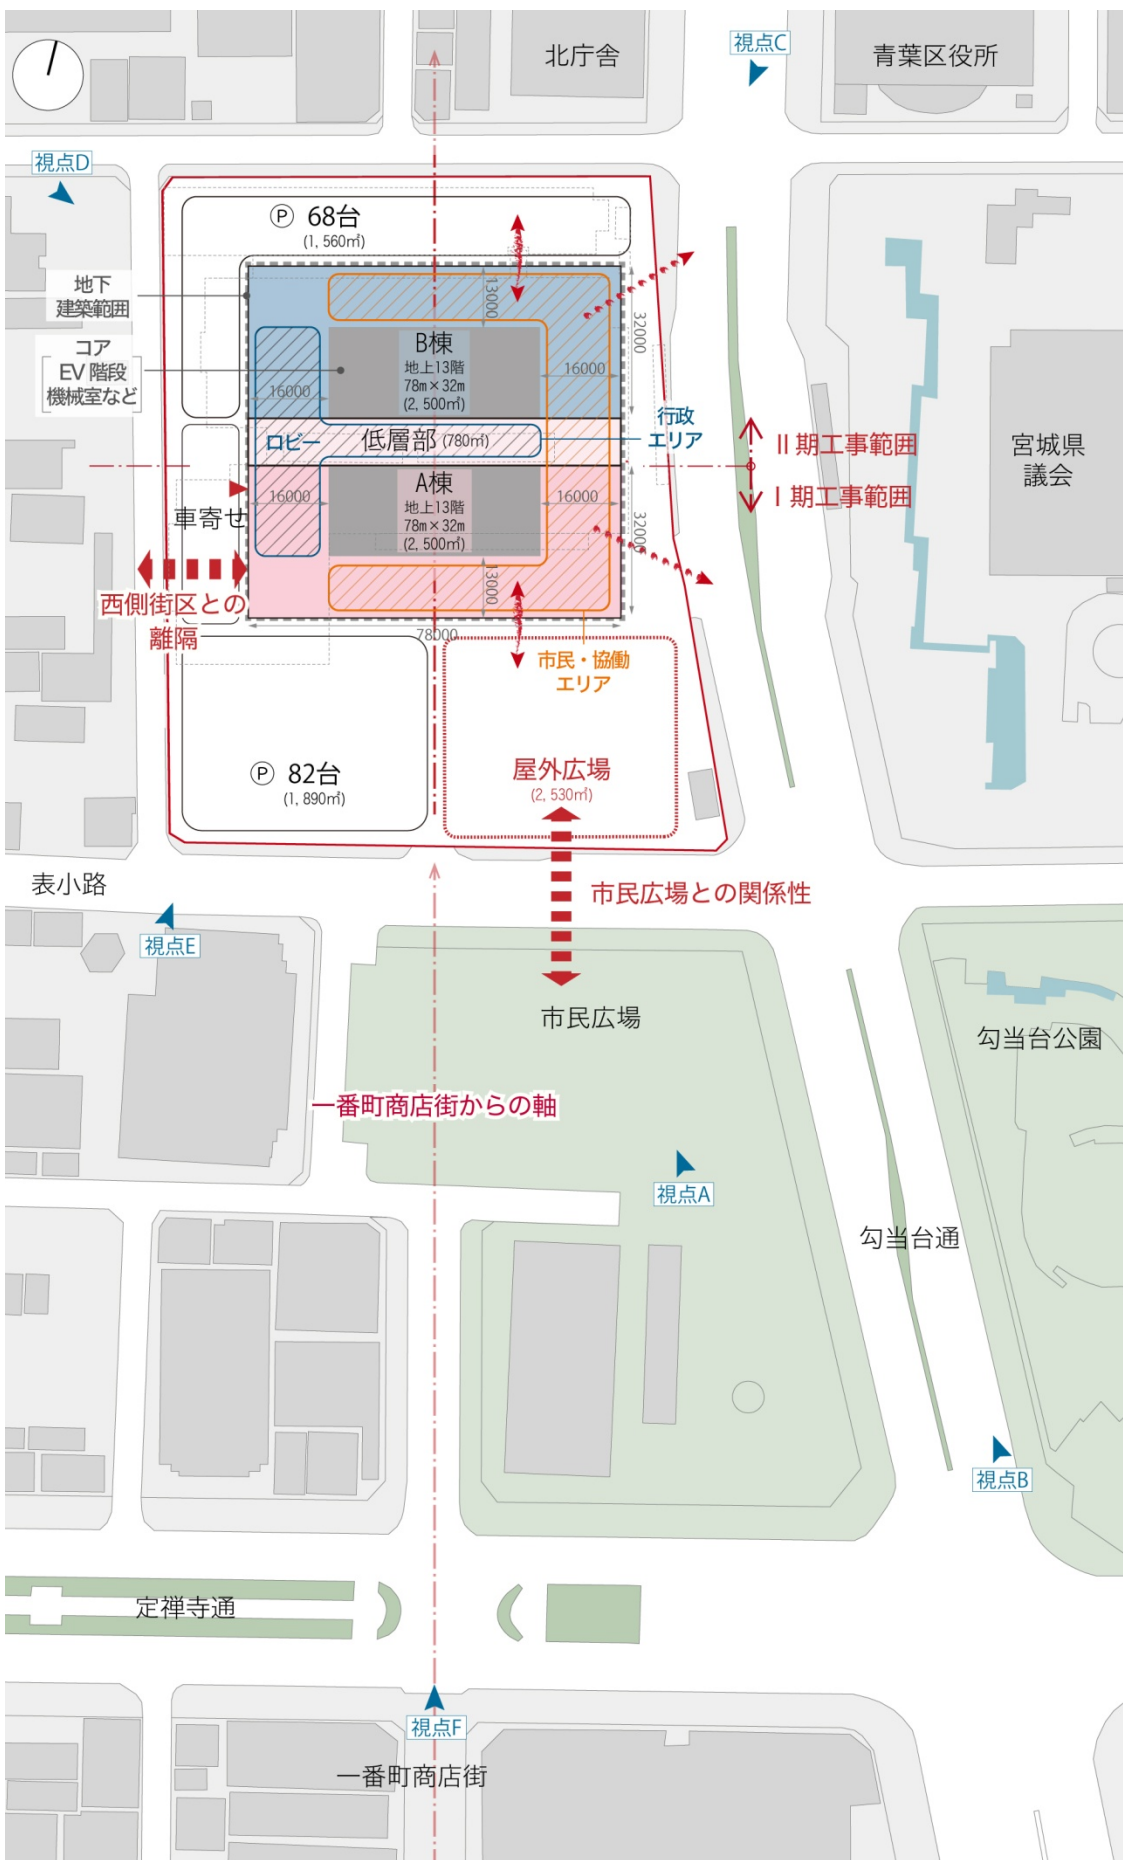 北庁舎
視点C
青葉区役所
視点D
Ⓟ 68台
(1, 560㎡)
地下
建築範囲
コア
EV 階段
機械室など
13000
32000
B棟
地上13階
78m×32m
(2, 500㎡)
16000
16000
行政
エリア
ロビー
低層部 (780㎡)
Ⅱ期工事範囲
Ⅰ期工事範囲
宮城県
議会
A棟
地上13階
78m×32m
(2, 500㎡)
16000
16000
車寄せ
32000
13000
西側街区との
離隔
78000
市民・協働
エリア
Ⓟ 82台
(1, 890㎡)
屋外広場
(2, 530㎡)
表小路
市民広場との関係性
視点E
市民広場
勾当台公園
一番町商店街からの軸
視点A
勾当台通
視点B
定禅寺通
視点F
一番町商店街